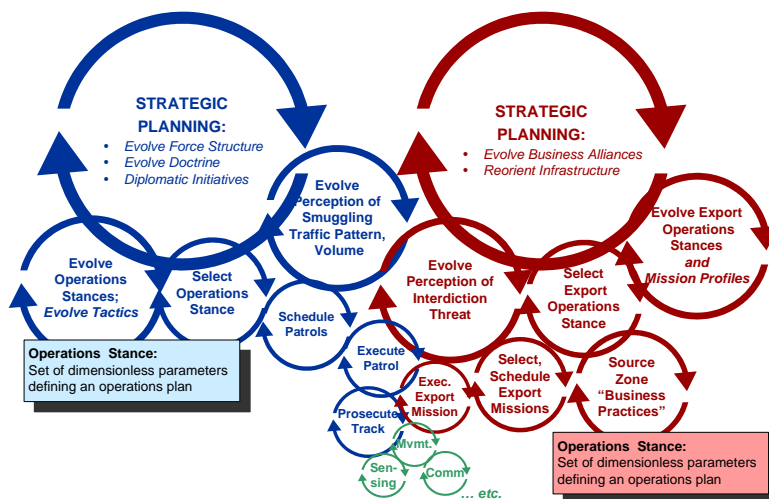 STRATEGIC
PLANNING:
• Evolve Force Structure
• Evolve Doctrine
• Diplomatic Initiatives
STRATEGIC
PLANNING:
• Evolve Business Alliances
• Reorient Infrastructure
Evolve
Perception of
Smuggling
Traffic Pattern,
Volume
Evolve Export
Operations
Stances
and
Mission Profiles
Evolve
Operations
Stances;
Evolve Tactics
Select
Operations
Stance
Evolve
Perception of
Interdiction
Threat
Select
Export
Operations
Stance
Schedule
Patrols
Execute
Patrol
Select,
Schedule
Export
Missions
Source
Zone
“Business
Practices”
Exec.
Export
Mission
Prosecute
Track
Mvmt.
Sen-
sing
Comm
... etc.
Operations Stance:
Set of dimensionless parameters
defining an operations plan
Operations Stance:
Set of dimensionless parameters
defining an operations plan